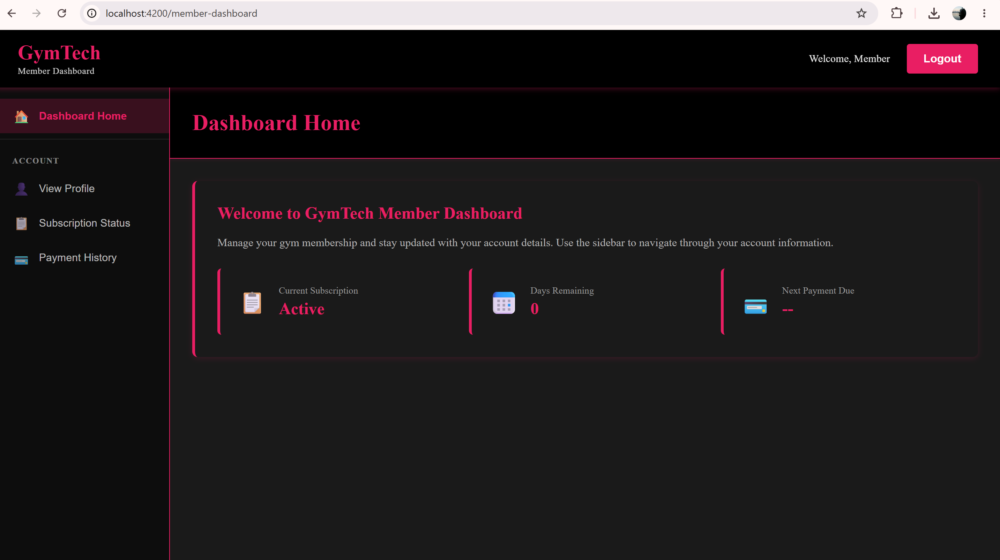 localhost:4200/member-dashboard
GymTech
Member Dashboard
Welcome, Member
Logout
Dashboard Home
ACCOUNT
View Profile
Subscription Status
Payment History
Dashboard Home
Welcome to GymTech Member Dashboard
Manage your gym membership and stay updated with your account details. Use the sidebar to navigate through your account information.
Current Subscription
Active
Days Remaining
0
Next Payment Due
--